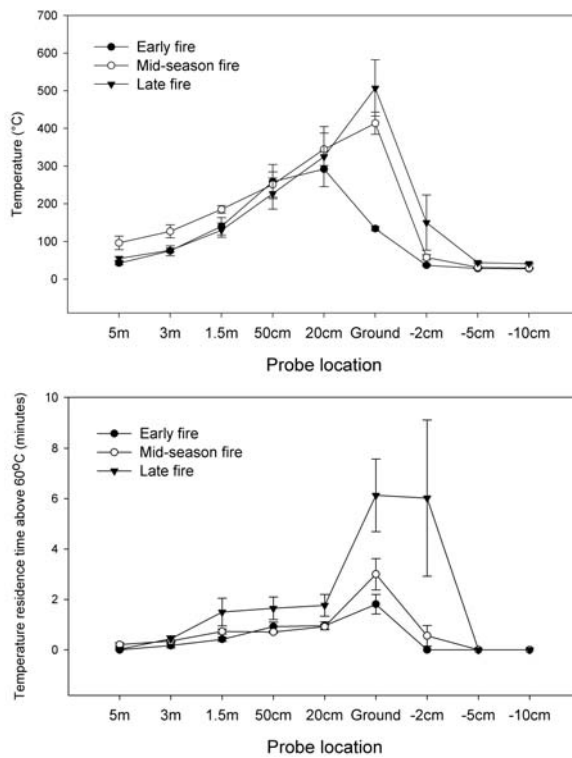 700
600
500
400
300
200
100
0
Temperature (°C)
Early fire
Mid-season fire
Late fire
5m 3m 1.5m 50cm 20cm Ground -2cm -5cm -10cm
Probe location
10
8
6
4
2
0
Temperature residence time above 60°C (minutes)
Early fire
Mid-season fire
Late fire
5m 3m 1.5m 50cm 20cm Ground -2cm -5cm -10cm
Probe location